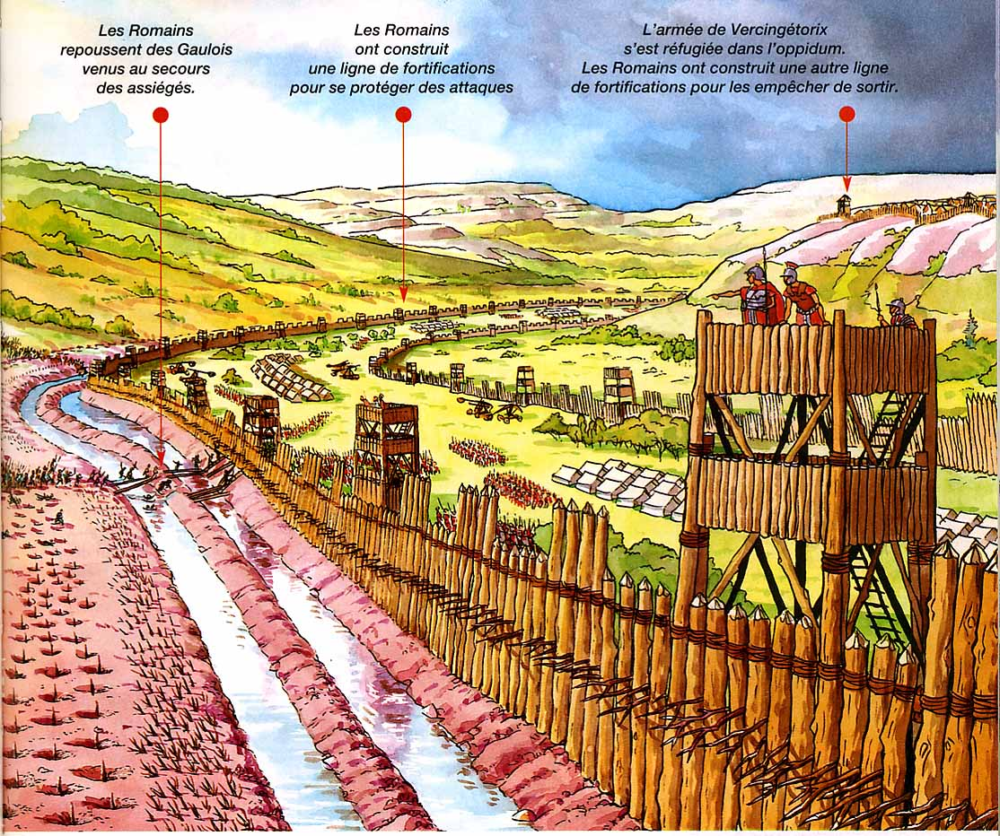 Les Romains
repoussent des Gaulois
venus au secours
des assiégés.
Les Romains
ont construit
une ligne de fortifications
pour se protéger des attaques
L'armée de Vercingétorix
s'est réfugiée dans l'oppidum.
Les Romains ont construit une autre ligne
de fortifications pour les empêcher de sortir.